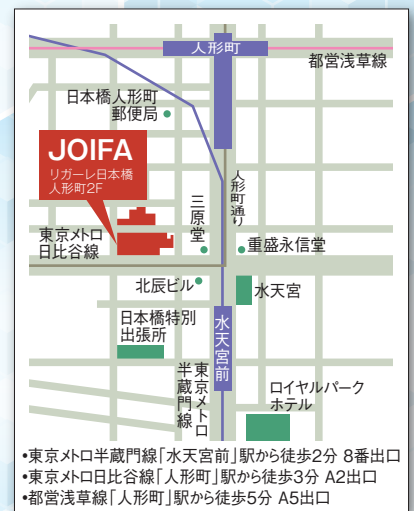 人形町
都営浅草線
日本橋人形町
郵便局
JOIFA
リガーレ日本橋
人形町2F
人形町通り
三原堂
東京メトロ
日比谷線
重盛永信堂
北辰ビル
水天宮
日本橋特別
出張所
水天宮前
東京メトロ
半蔵門線
ロイヤルパーク
ホテル
•東京メトロ半蔵門線「水天宮前」駅から徒歩2分 8番出口
•東京メトロ日比谷線「人形町」駅から徒歩3分 A2出口
•都営浅草線「人形町」駅から徒歩5分 A5出口